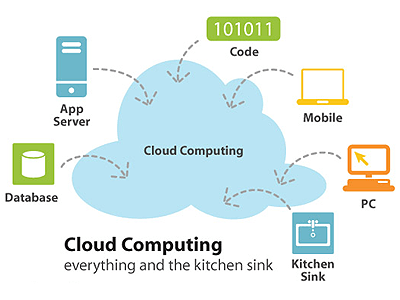 101011
Code
App
Server
Mobile
Cloud Computing
Database
PC
Cloud Computing
everything and the kitchen sink
Kitchen
Sink